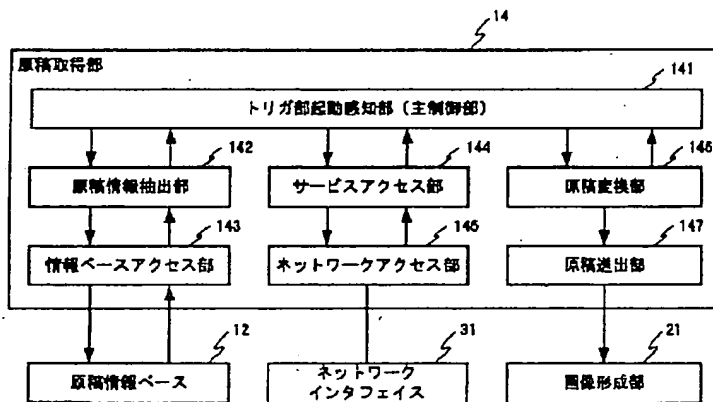 14
原稿取得部
141
トリガ部起動感知部(主制御部)
142
144
146
原稿情報抽出部
サービスアクセス部
原稿変換部
143
145
147
情報ベースアクセス部
ネットワークアクセス部
原稿送出部
12
31
21
原稿情報ベース
ネットワーク
インタフェイス
画像形成部